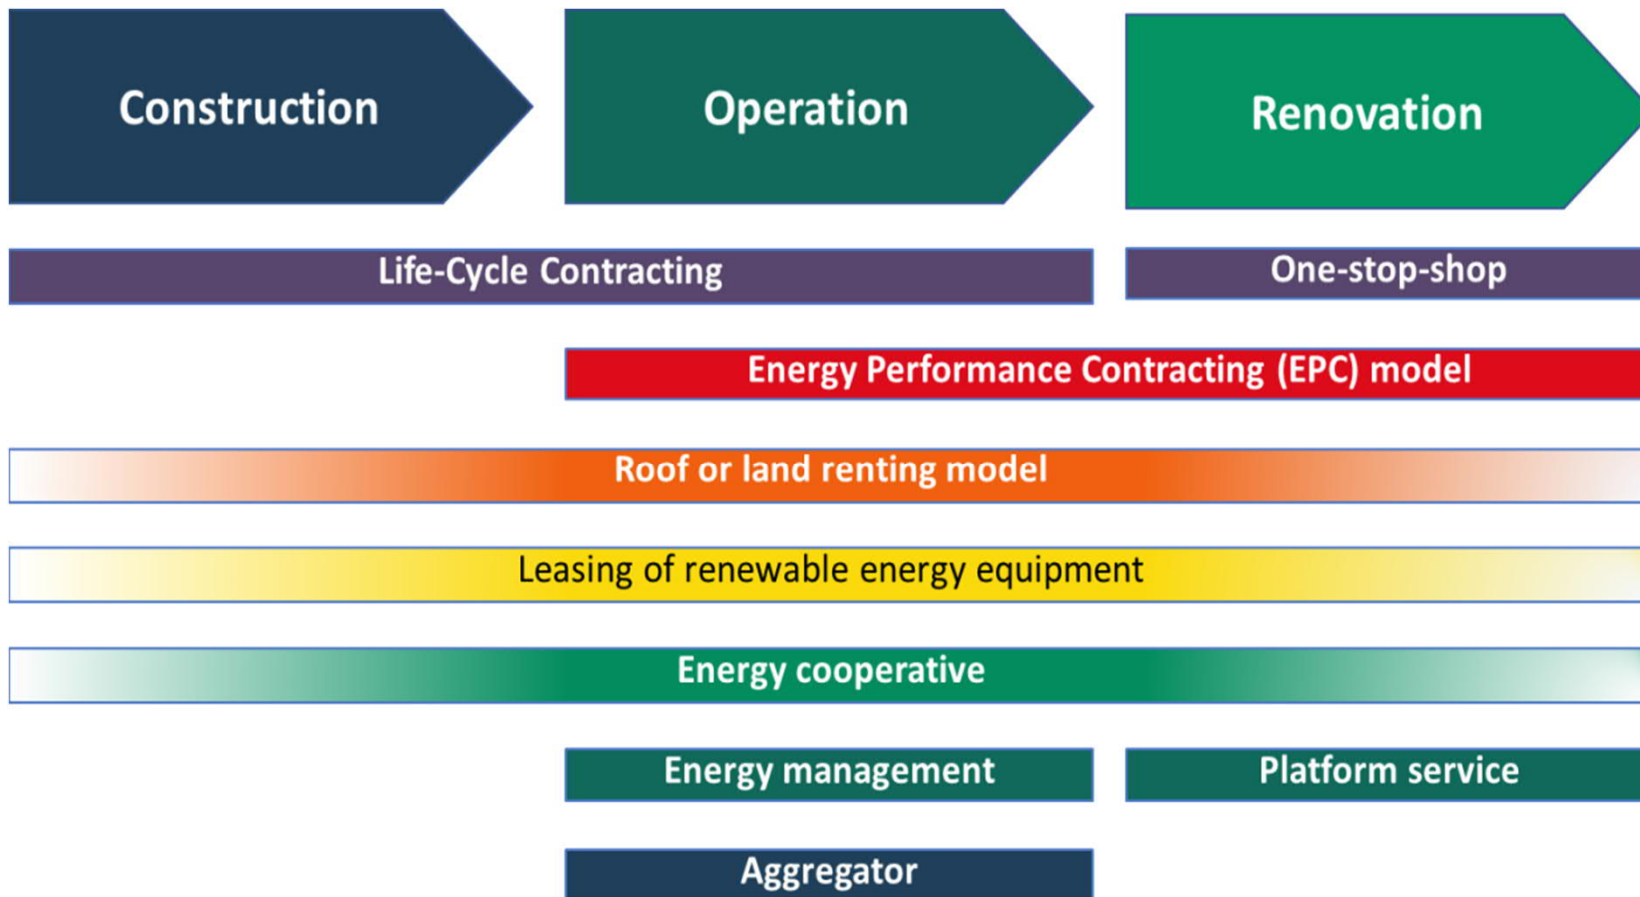 Construction
Operation
Renovation
Life-Cycle Contracting
One-stop-shop
Energy Performance Contracting (EPC) model
Roof or land renting model
Leasing of renewable energy equipment
Energy cooperative
Energy management
Platform service
Aggregator